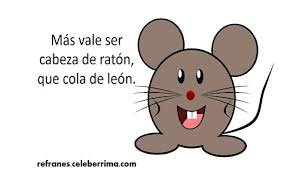 Más vale ser
cabeza de ratón,
que cola de león.
refranes.celeberrima.com